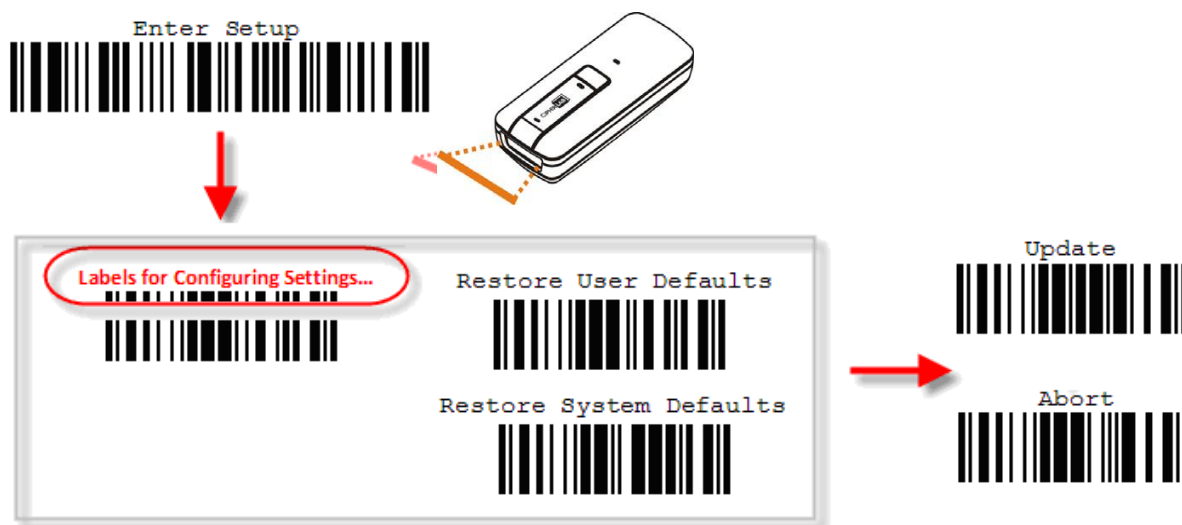 Enter Setup
Labels for Configuring Settings...
Restore User Defaults
Restore System Defaults
Update
Abort